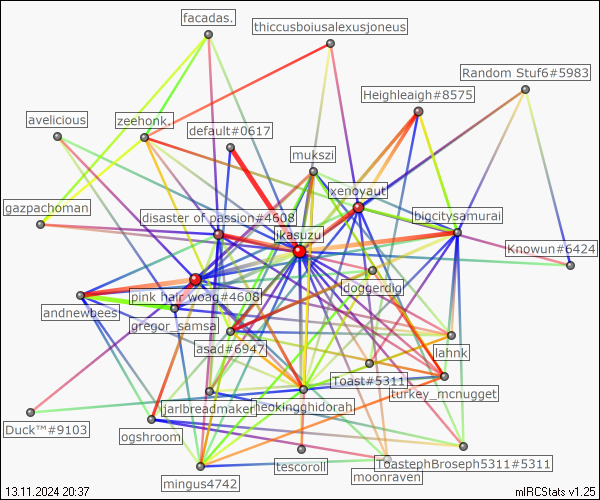 facadas.
thiccusboiusalexusjoneus
Random Stuf6#5983
Heighleaigh#8575
avelicious
zeehonk.
default#0617
mukszi
xenoyaut
gazpachoman
disaster of passion#4608
jkasuzu
bigcitysamurai
Knowun#6424
doggerdig
pink hair woag#4608
andnewbees
gregor_samsa
asad#6947
lahnk
Toast#5311
turkey_mcnugget
jarlbreadmaker
heokingghidorah
Duck™#9103
ogshroom
tescoroll
ToastephBroseph5311#5311
moonraven
mingus4742
13.11.2024 20:37
mIRCStats v1.25